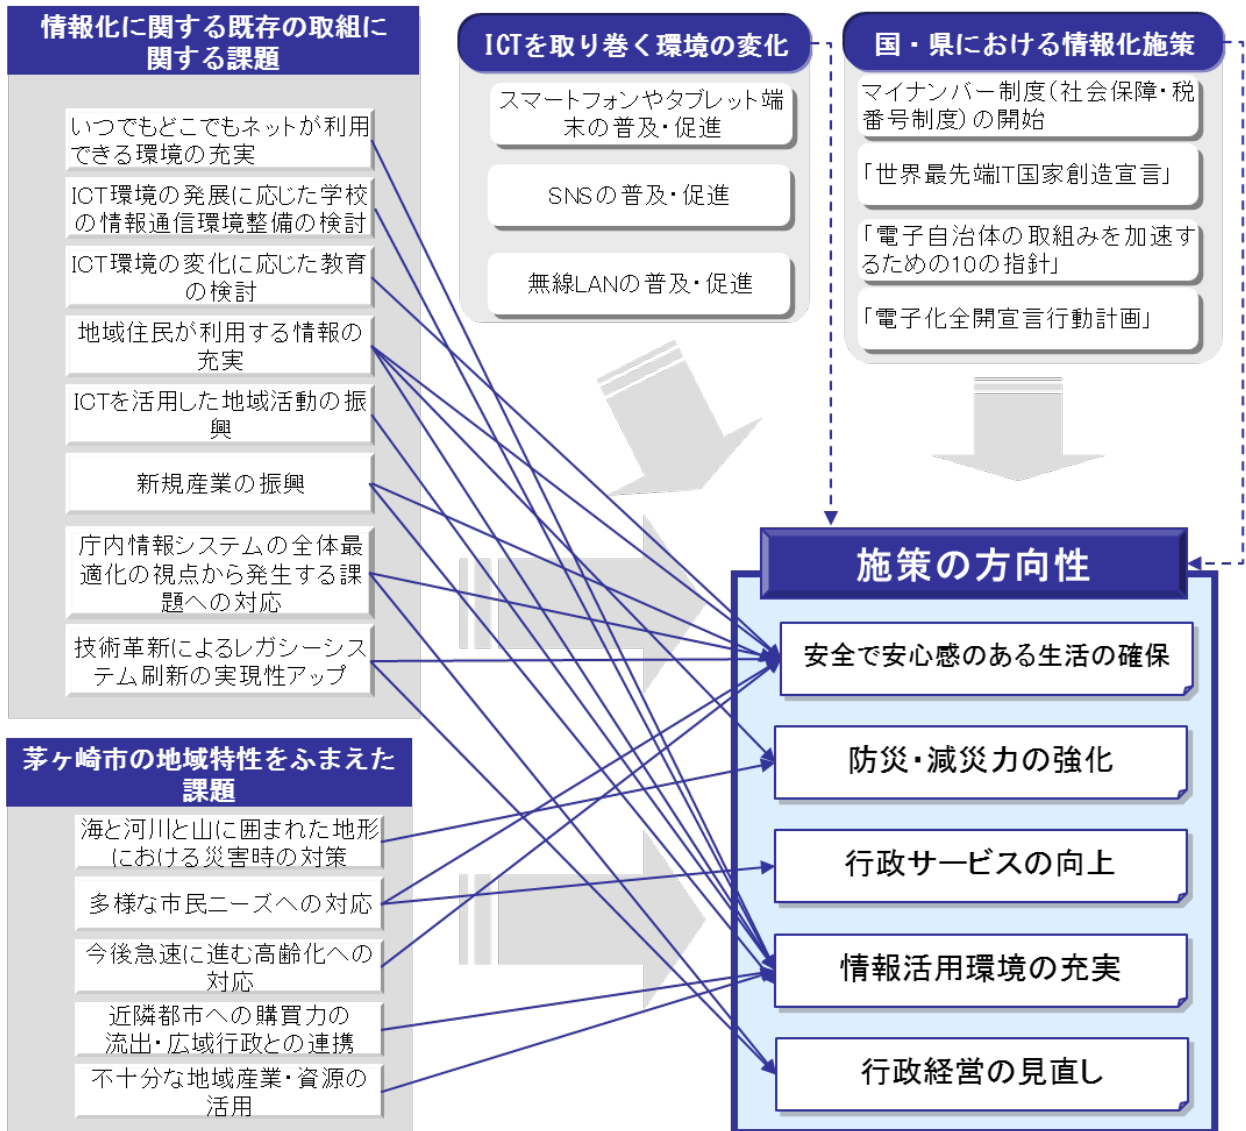 情報化に関する既存の取組に
関する課題
いつでもどこでもネットが利用
できる環境の充実
ICT環境の発展に応じた学校
の情報通信環境整備の検討
ICT環境の変化に応じた教育
の検討
地域住民が利用する情報の
充実
ICTを活用した地域活動の振
興
新規産業の振興
庁内情報システムの全体最
適化の視点から発生する課
題への対応
技術革新によるレガシーシス
テム刷新の実現性アップ
茅ヶ崎市の地域特性をふまえた
課題
海と河川と山に囲まれた地形
における災害時の対策
多様な市民ニーズへの対応
今後急速に進む高齢化への
対応
近隣都市への購買力の
流出・広域行政との連携
不十分な地域産業・資源の
活用
ICTを取り巻く環境の変化
スマートフォンやタブレット端
末の普及・促進
SNSの普及・促進
無線LANの普及・促進
国・県における情報化施策
マイナンバー制度(社会保障・税
番号制度)の開始
「世界最先端IT国家創造宣言」
「電子自治体の取組みを加速す
るための10の指針」
「電子化全開宣言行動計画」
施策の方向性
安全で安心感のある生活の確保
防災・減災力の強化
行政サービスの向上
情報活用環境の充実
行政経営の見直し